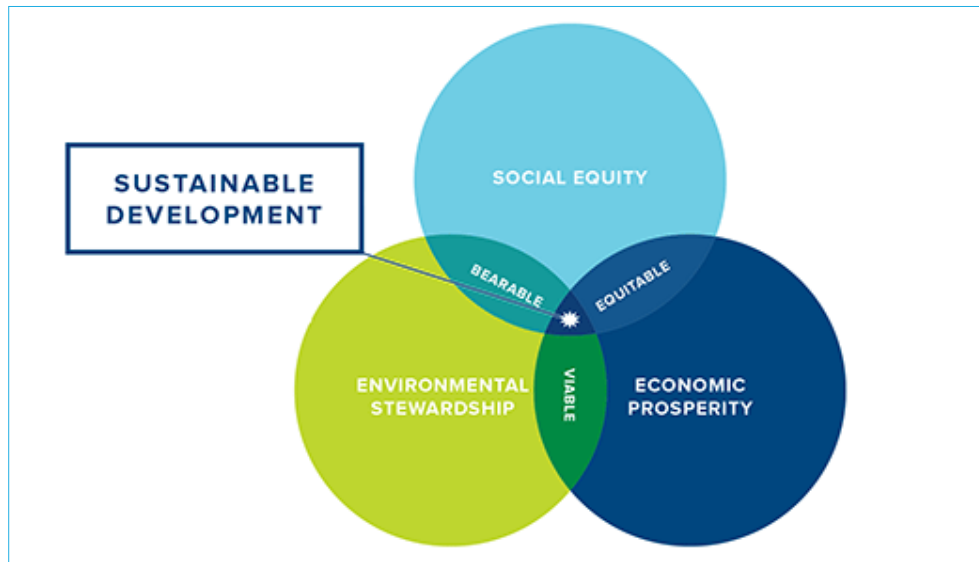 SUSTAINABLE
DEVELOPMENT
SOCIAL EQUITY
BEARABLE
EQUITABLE
ENVIRONMENTAL
STEWARDSHIP
VIABLE
ECONOMIC
PROSPERITY